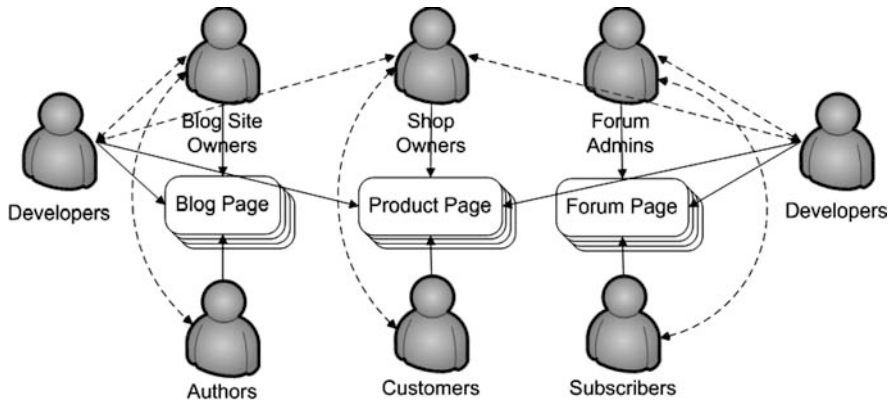 Blog Site
Owners
Shop
Owners
Forum
Admins
Developers
Blog Page
Product Page
Forum Page
Developers
Authors
Customers
Subscribers